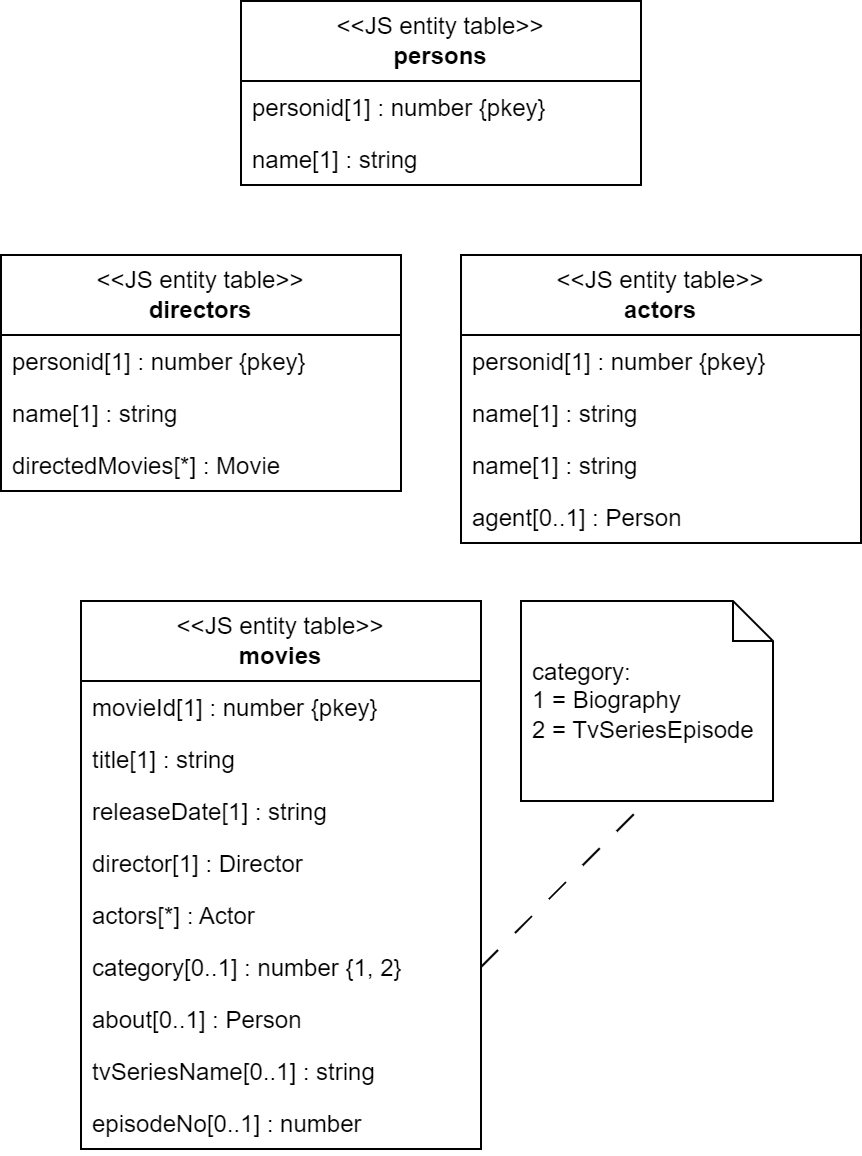 <<JS entity table>>
persons
personid[1] : number {pkey}
name[1] : string
<<JS entity table>>
directors
personid[1] : number {pkey}
name[1] : string
directedMovies[*] : Movie
<<JS entity table>>
actors
personid[1] : number {pkey}
name[1] : string
name[1] : string
agent[0..1] : Person
<<JS entity table>>
movies
movieId[1] : number {pkey}
title[1] : string
releaseDate[1] : string
director[1] : Director
actors[*] : Actor
category[0..1] : number {1, 2}
about[0..1] : Person
tvSeriesName[0..1] : string
episodeNo[0..1] : number
category:
1 = Biography
2 = TvSeriesEpisode